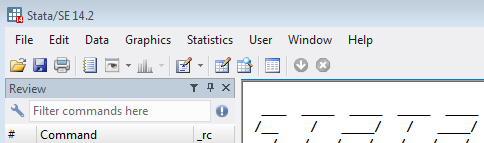 Stata/SE 14.2
File Edit Data Graphics Statistics User Window Help
Review
Filter commands here
# Command _rc